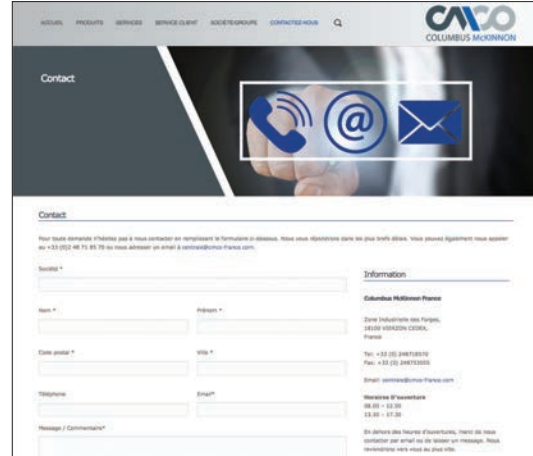 ACCUEIL PRODUITS SERVICES SERVICE CLIENT SOCIÉTÉ/GROUPE CONTACTEZ-NOUS
CMCO
COLUMBUS McKINNON
Contact
@
Contact
Pour toute demande n'hésitez pas à nous contacter en remplissant le formulaire ci-dessous. Nous vous répondrons dans les plus brefs délais. Vous pouvez également nous appeler
au +33 (0)2 48 71 85 70 ou nous adresser un email à centrale@cmco-france.com.
Société *
Information
Columbus McKinnon France
Nom * Prénom *
Zone Industrielle des Forges,
18100 VIERZON CEDEX,
France
Code postal * Ville *
Tel: +33 (0) 248718570
Fax: +33 (0) 248753055
Email: centrale@cmco-france.com
Téléphone Email*
Horaires d'ouverture
08.00 – 12.30
13.30 – 17.30
Message / Commentaire*
En dehors des heures d'ouvertures, merci de nous
contacter par email ou de laisser un message. Nous
reviendrons vers vous au plus vite.